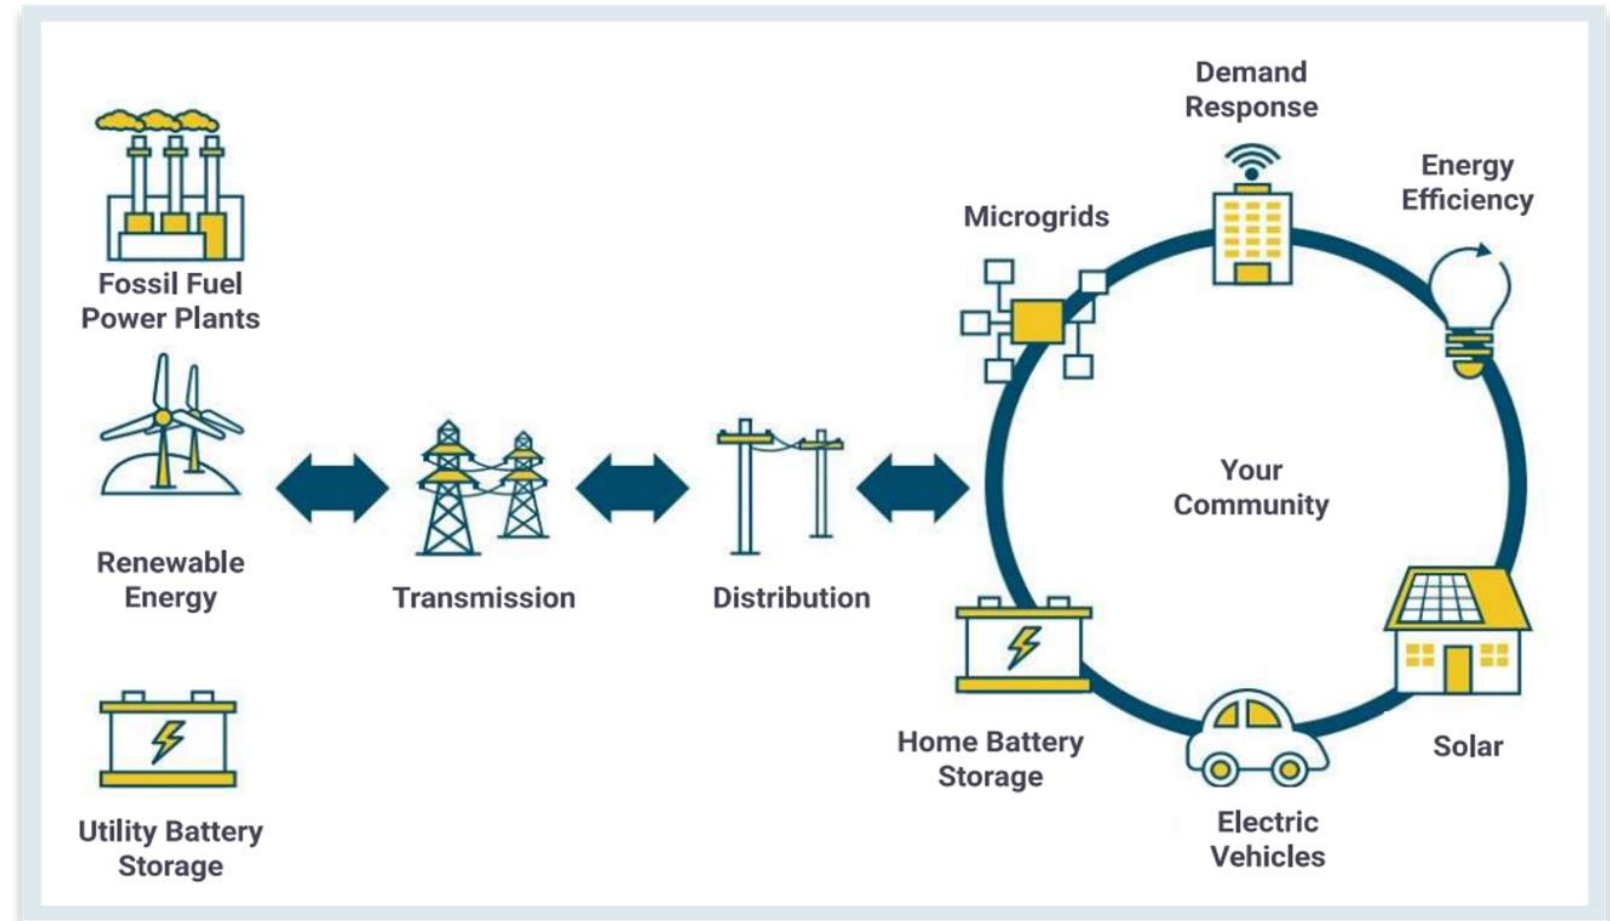 Fossil Fuel
Power Plants
Renewable
Energy
Utility Battery
Storage
Transmission
Distribution
Demand
Response
Energy
Efficiency
Microgrids
Your
Community
Home Battery
Storage
Electric
Vehicles
Solar